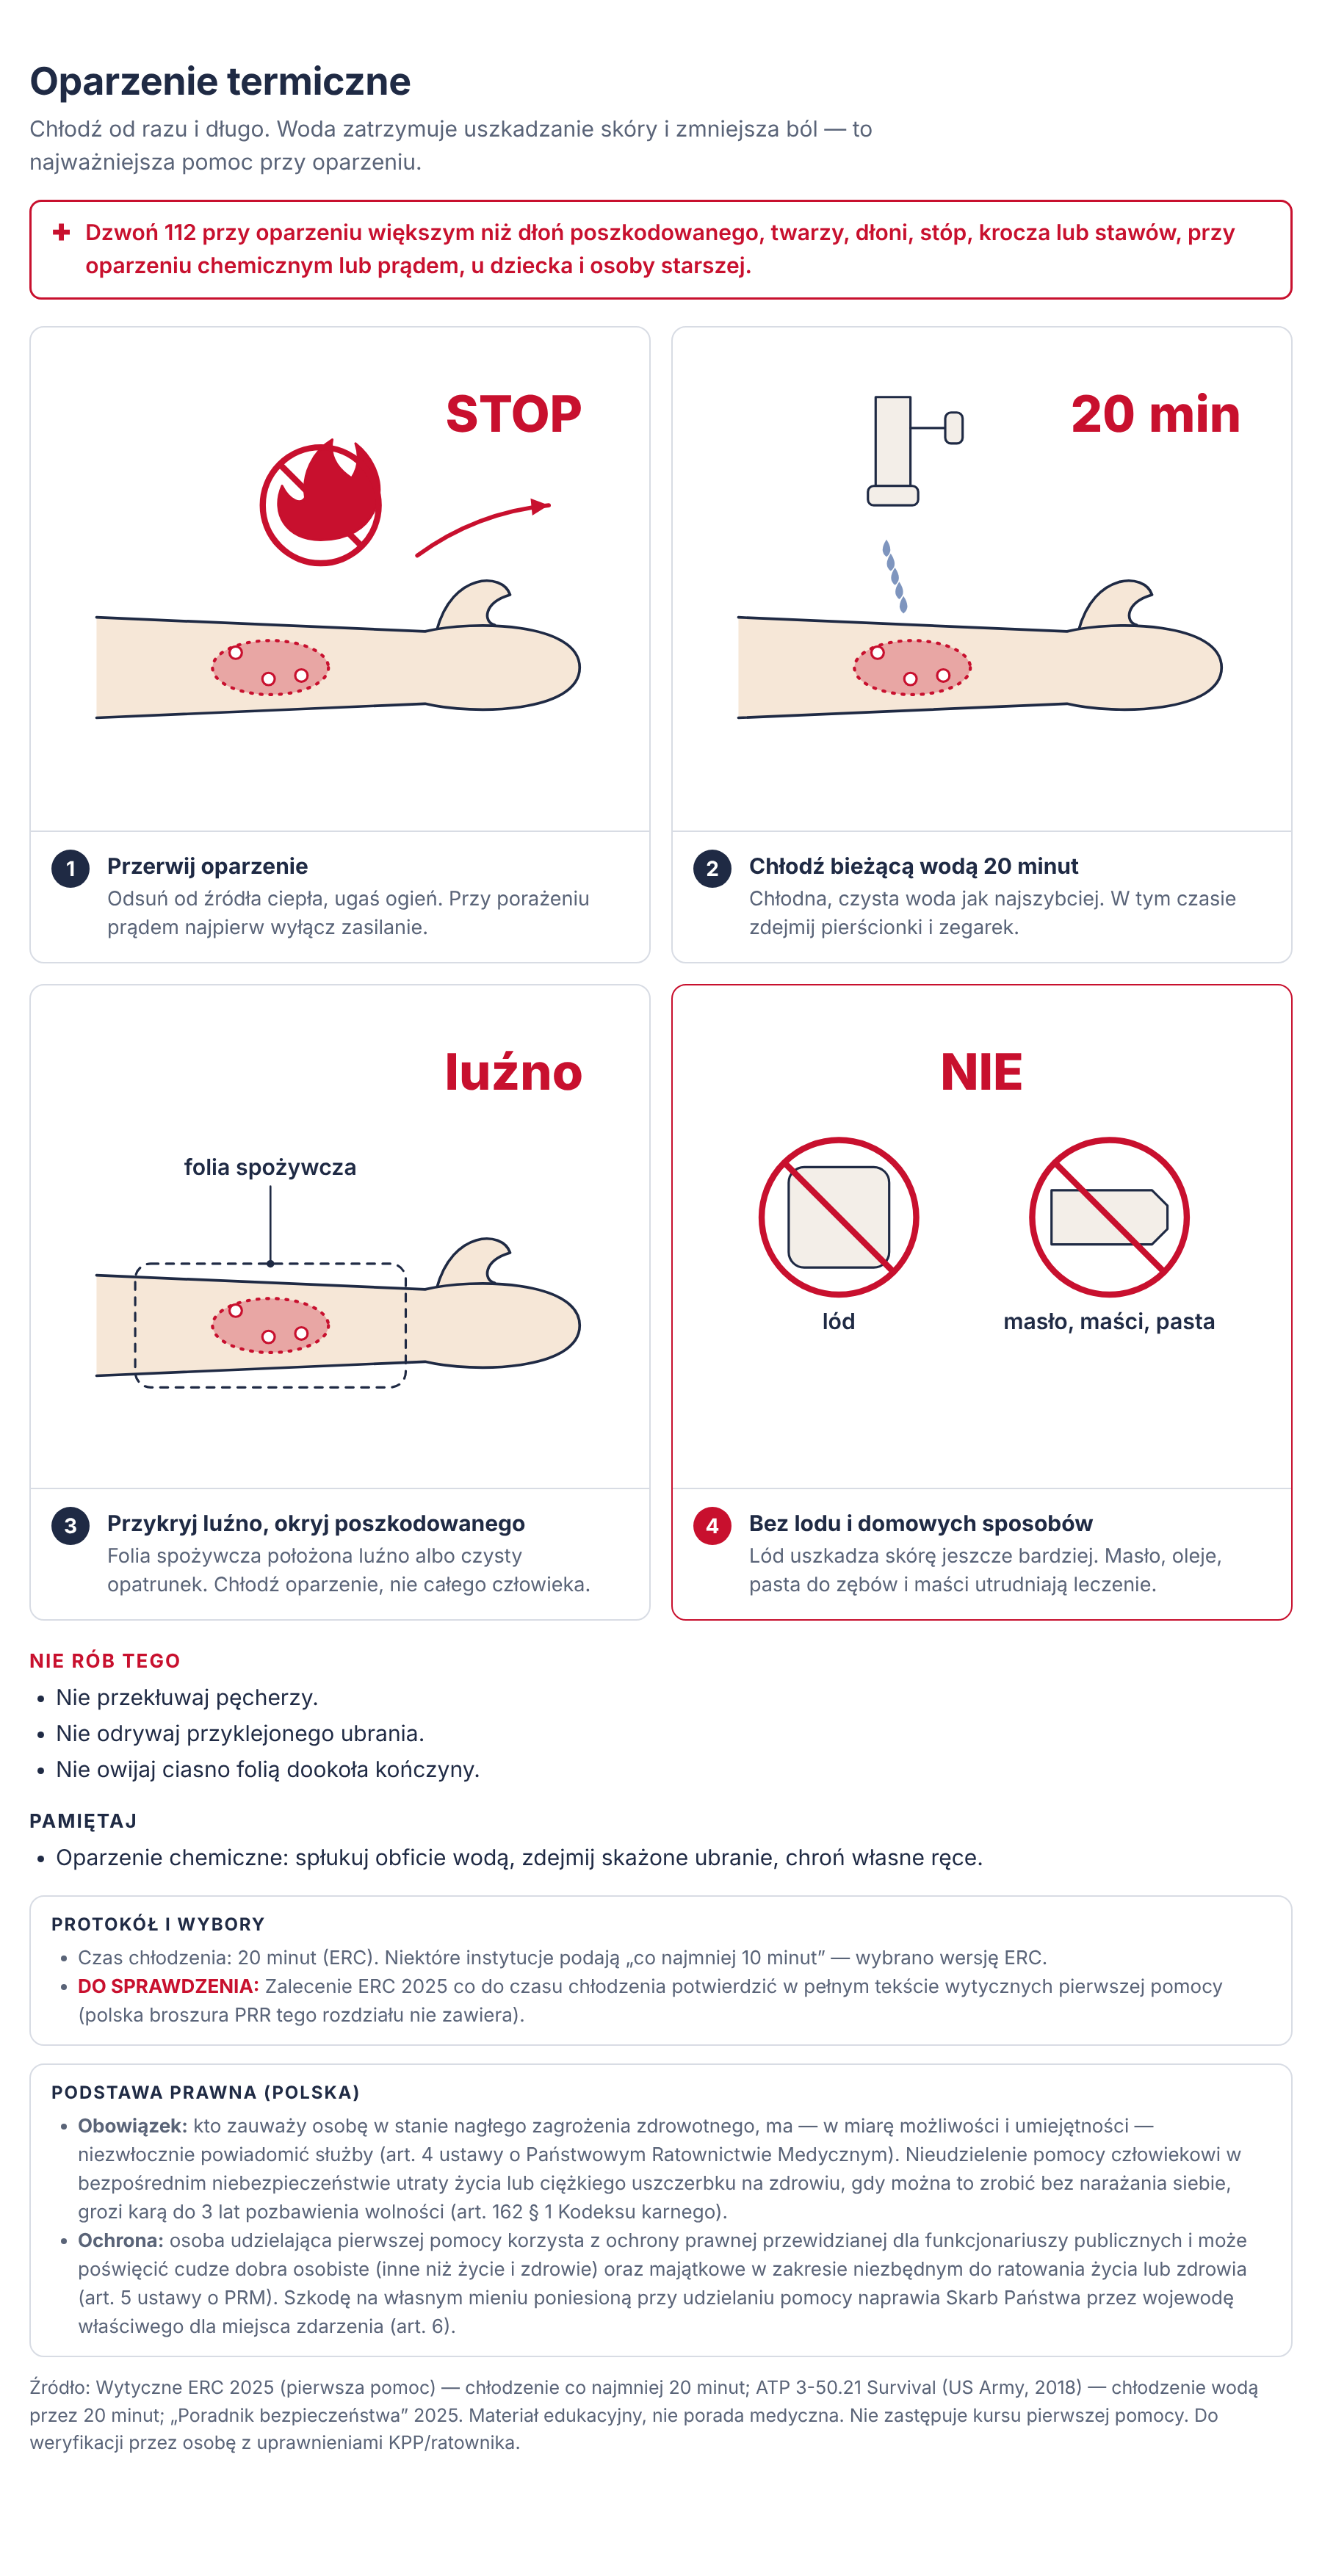 Oparzenie termiczne
Chłodź od razu i długo. Woda zatrzymuje uszkadzanie skóry i zmniejsza ból — to
najważniejsza pomoc przy oparzeniu.
Dzwoń 112 przy oparzeniu większym niż dłoń poszkodowanego, twarzy, dłoni, stóp, krocza lub stawów, przy
oparzeniu chemicznym lub prądem, u dziecka i osoby starszej.
STOP
1 Przerwij oparzenie
Odsuń od źródła ciepła, ugaś ogień. Przy porażeniu
prądem najpierw wyłącz zasilanie.
20 min
2 Chłodź bieżącą wodą 20 minut
Chłodna, czysta woda jak najszybciej. W tym czasie
zdejmij pierścionki i zegarek.
luźno
folia spożywcza
3 Przykryj luźno, okryj poszkodowanego
Folia spożywcza położona luźno albo czysty
opatrunek. Chłodź oparzenie, nie całego człowieka.
NIE
lód
masło, maści, pasta
4 Bez lodu i domowych sposobów
Lód uszkadza skórę jeszcze bardziej. Masło, oleje,
pasta do zębów i maści utrudniają leczenie.
NIE RÓB TEGO
• Nie przekłuwaj pęcherzy.
• Nie odrywaj przyklejonego ubrania.
• Nie owijaj ciasno folią dookoła kończyny.
PAMIĘTAJ
• Oparzenie chemiczne: spłukuj obficie wodą, zdejmij skażone ubranie, chroń własne ręce.
PROTOKÓŁ I WYBORY
• Czas chłodzenia: 20 minut (ERC). Niektóre instytucje podają „co najmniej 10 minut” — wybrano wersję ERC.
• DO SPRAWDZENIA: Zalecenie ERC 2025 co do czasu chłodzenia potwierdzić w pełnym tekście wytycznych pierwszej pomocy
(polska broszura PRR tego rozdziału nie zawiera).
PODSTAWA PRAWNA (POLSKA)
• Obowiązek: kto zauważy osobę w stanie nagłego zagrożenia zdrowotnego, ma — w miarę możliwości i umiejętności —
niezwłocznie powiadomić służby (art. 4 ustawy o Państwowym Ratownictwie Medycznym). Nieudzielenie pomocy człowiekowi w
bezpośrednim niebezpieczeństwie utraty życia lub ciężkiego uszczerbku na zdrowiu, gdy można to zrobić bez narażania siebie,
grozi karą do 3 lat pozbawienia wolności (art. 162 § 1 Kodeksu karnego).
• Ochrona: osoba udzielająca pierwszej pomocy korzysta z ochrony prawnej przewidzianej dla funkcjonariuszy publicznych i może
poświęcić cudze dobra osobiste (inne niż życie i zdrowie) oraz majątkowe w zakresie niezbędnym do ratowania życia lub zdrowia
(art. 5 ustawy o PRM). Szkodę na własnym mieniu poniesioną przy udzielaniu pomocy naprawia Skarb Państwa przez wojewodę
właściwego dla miejsca zdarzenia (art. 6).
Źródło: Wytyczne ERC 2025 (pierwsza pomoc) — chłodzenie co najmniej 20 minut; ATP 3-50.21 Survival (US Army, 2018) — chłodzenie wodą
przez 20 minut; „Poradnik bezpieczeństwa” 2025. Materiał edukacyjny, nie porada medyczna. Nie zastępuje kursu pierwszej pomocy. Do
weryfikacji przez osobę z uprawnieniami KPP/ratownika.